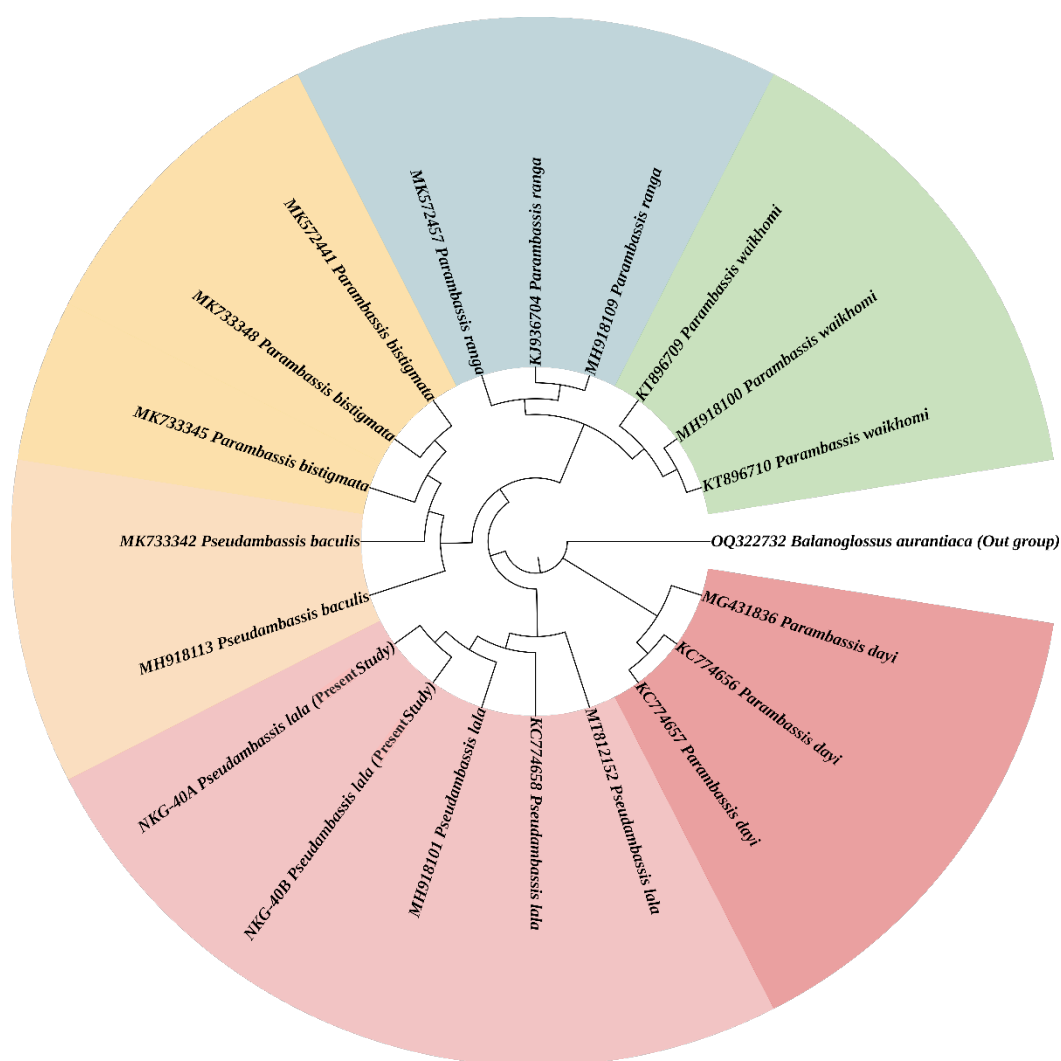 MK572457 Parambassis ranga
KJ936704 Parambassis ranga
MH918109 Parambassis ranga
KT896709 Parambassis waikhomi
MH918100 Parambassis waikhomi
KT896710 Parambassis waikhomi
OQ322732 Balanoglossus aurantiaca (Out group)
MG431836 Parambassis dayi
KC774656 Parambassis dayi
KC774657 Parambassis dayi
MT812152 Pseudambassis lala
KC774658 Pseudambassis lala
MH918101 Pseudambassis lala
NKG-40B Pseudambassis lala (Present Study)
NKG-40A Pseudambassis lala (Present Study)
MH918113 Pseudambassis baculis
MK733342 Pseudambassis baculis
MK733345 Parambassis bistigmata
MK733348 Parambassis bistigmata
MK572441 Parambassis bistigmata